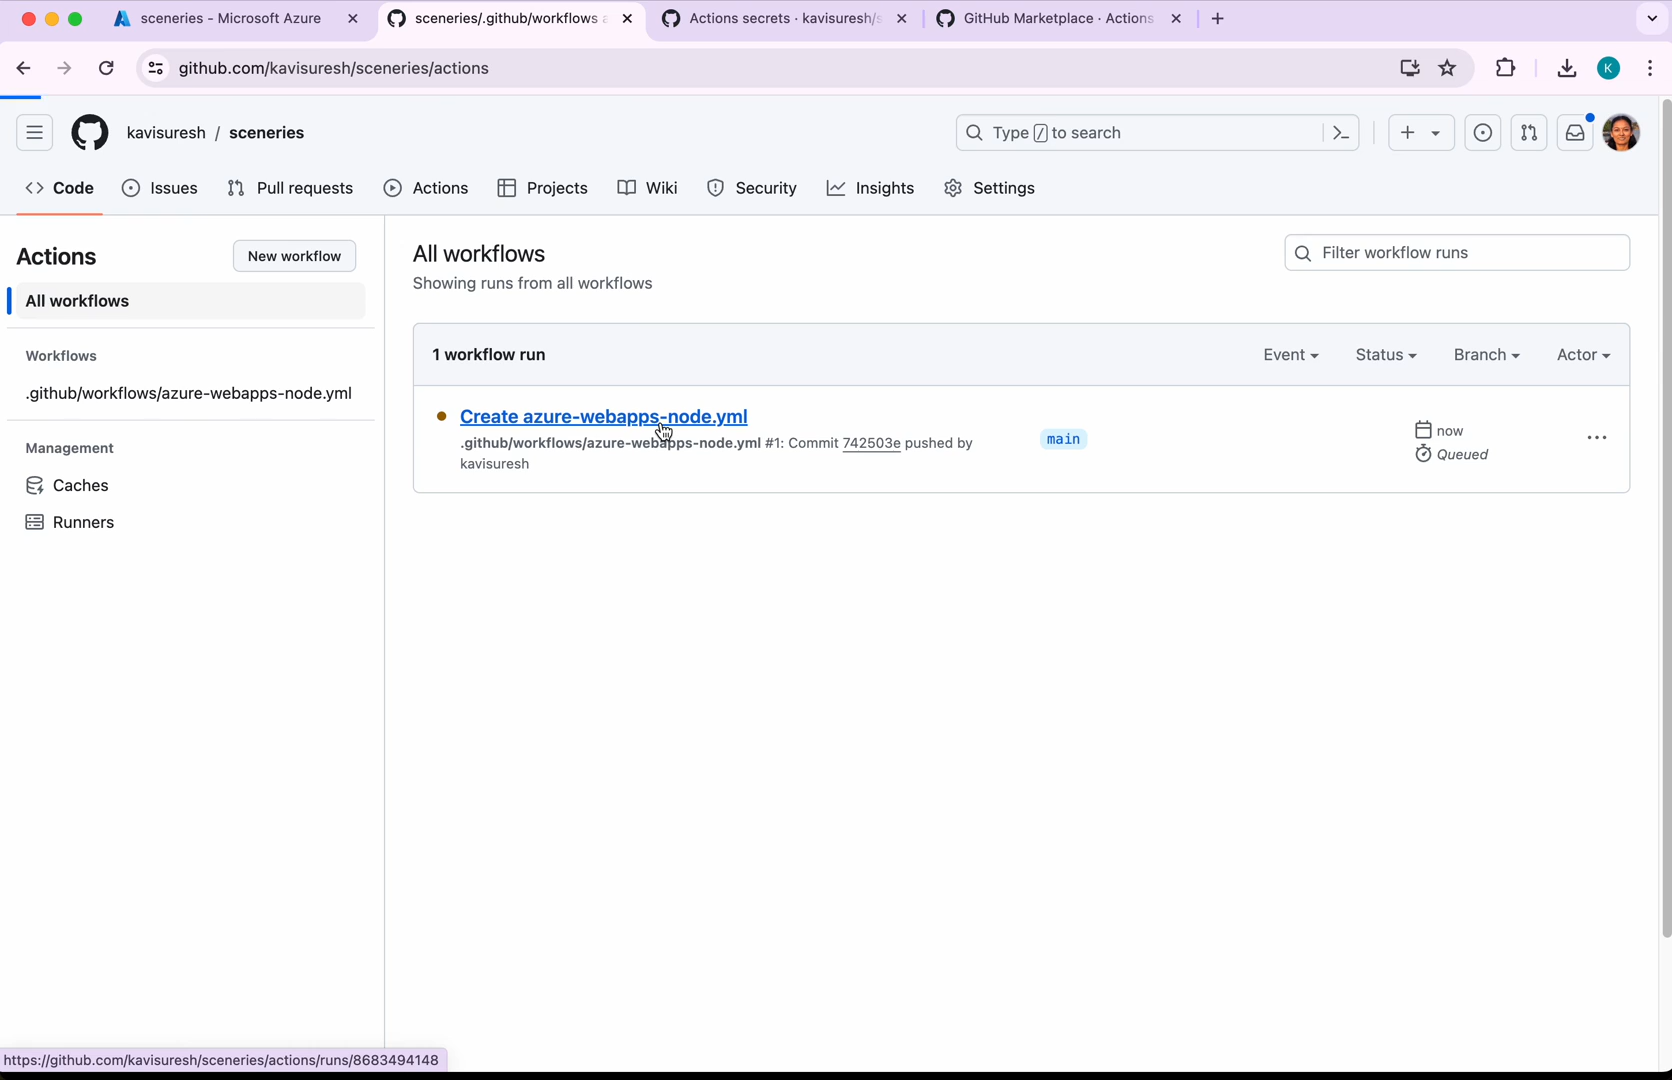 sceneries - Microsoft Azure
sceneries/.github/workflows a
Actions secrets · kavisuresh/s
GitHub Marketplace · Actions
github.com/kavisuresh/sceneries/actions
K
kavisuresh / sceneries
Type / to search
Code
Issues
Pull requests
Actions
Projects
Wiki
Security
Insights
Settings
Actions
New workflow
All workflows
Workflows
.github/workflows/azure-webapps-node.yml
Management
Caches
Runners
All workflows
Showing runs from all workflows
Filter workflow runs
1 workflow run
Event
Status
Branch
Actor
Create azure-webapps-node.yml
.github/workflows/azure-webapps-node.yml #1: Commit 742503e pushed by
kavisuresh
main
now
Queued
https://github.com/kavisuresh/sceneries/actions/runs/8683494148